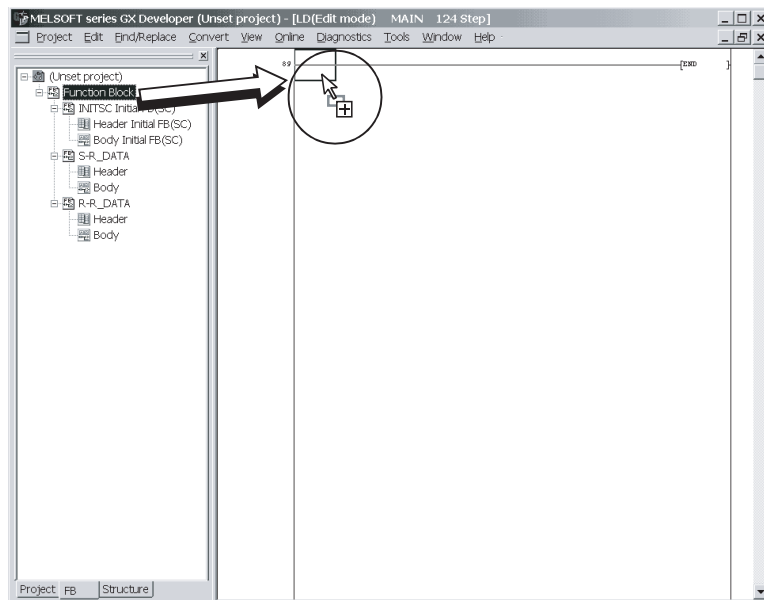 MELSOFT series GX Developer (Unset project) - [LD(Edit mode) MAIN 124 Step]
Project Edit Find/Replace Convert View Online Diagnostics Tools Window Help
89 [END ]
(Unset project)
Function Block
INITSC Initial FB(SC)
Header Initial FB(SC)
Body Initial FB(SC)
S-R_DATA
Header
Body
R-R_DATA
Header
Body
Project FB Structure